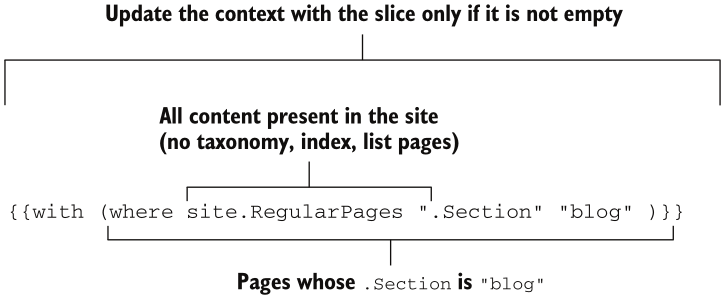 Update the context with the slice only if it is not empty
All content present in the site
(no taxonomy, index, list pages)
{{with (where site.RegularPages ".Section" "blog" )}}
Pages whose .Section is "blog"